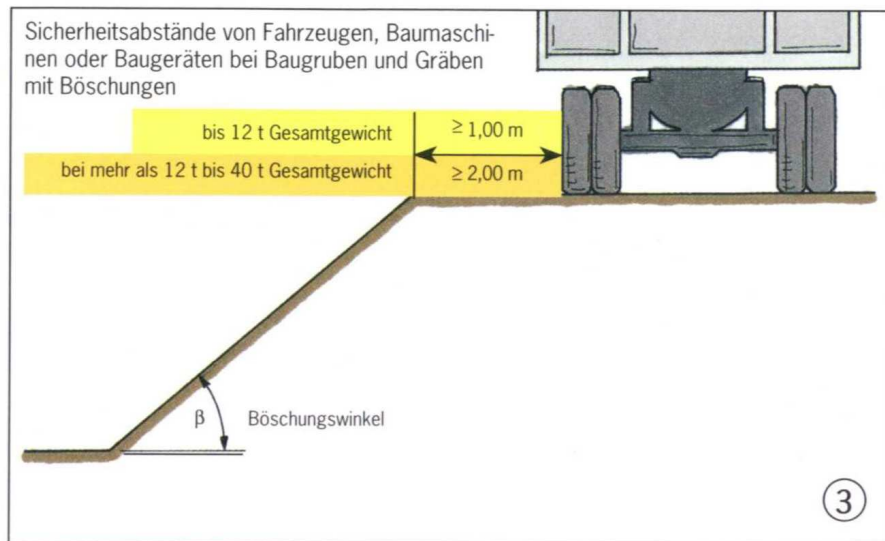 Sicherheitsabstände von Fahrzeugen, Baumaschi-
nen oder Baugeräten bei Baugruben und Gräben
mit Böschungen
bis 12 t Gesamtgewicht
≥ 1,00 m
bei mehr als 12 t bis 40 t Gesamtgewicht
≥ 2,00 m
β
Böschungswinkel
3